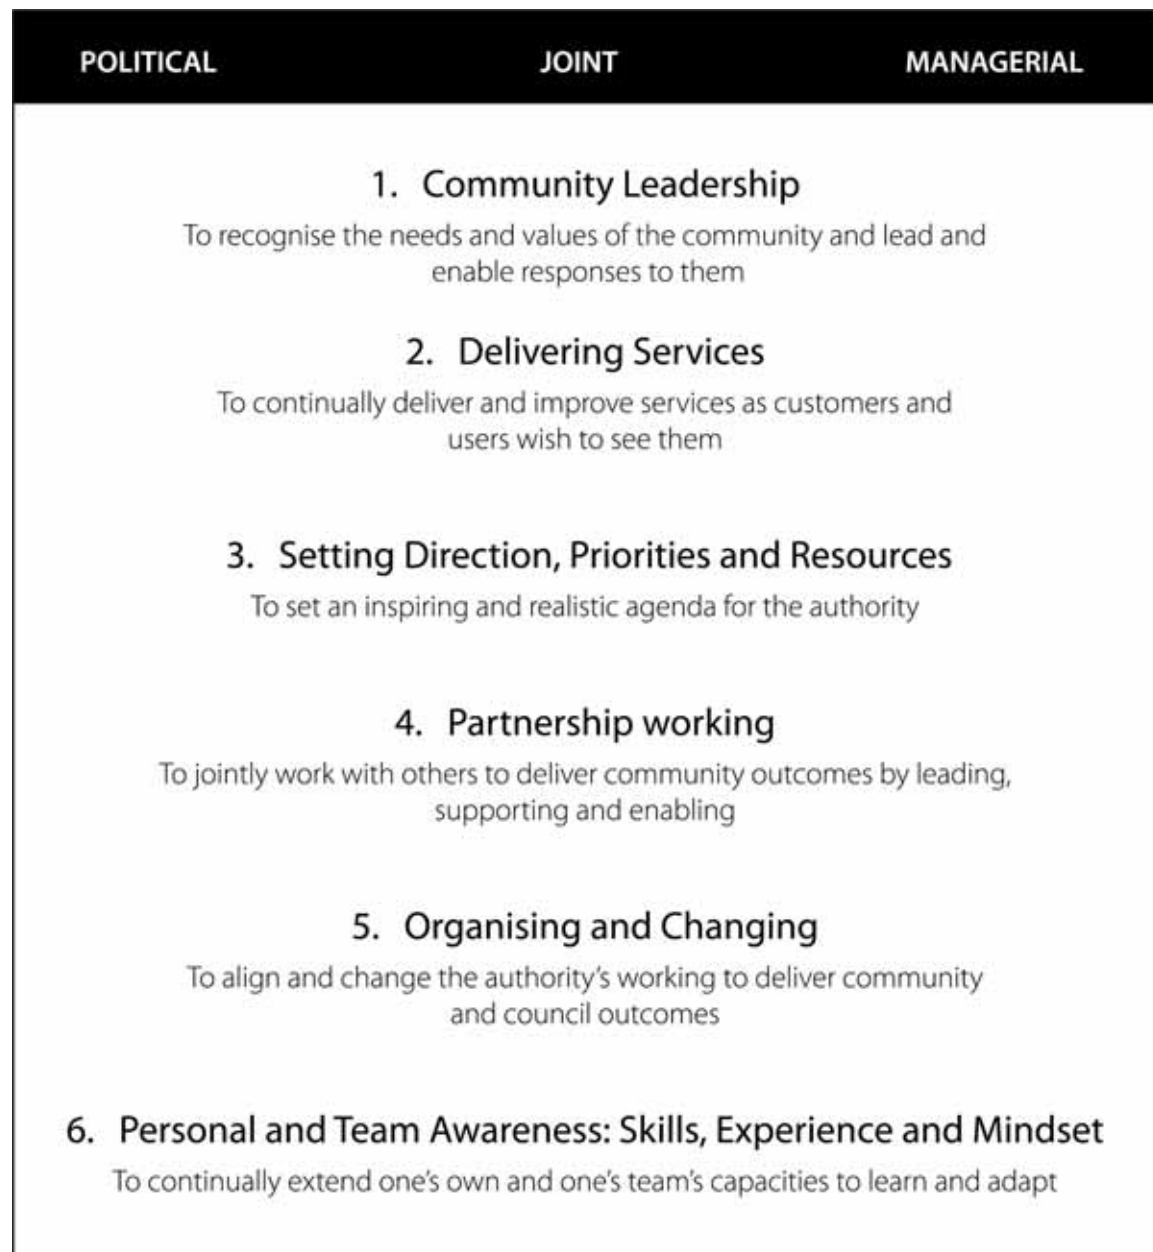 POLITICAL JOINT MANAGERIAL
1. Community Leadership
To recognise the needs and values of the community and lead and
enable responses to them
2. Delivering Services
To continually deliver and improve services as customers and
users wish to see them
3. Setting Direction, Priorities and Resources
To set an inspiring and realistic agenda for the authority
4. Partnership working
To jointly work with others to deliver community outcomes by leading,
supporting and enabling
5. Organising and Changing
To align and change the authority’s working to deliver community
and council outcomes
6. Personal and Team Awareness: Skills, Experience and Mindset
To continually extend one’s own and one’s team’s capacities to learn and adapt